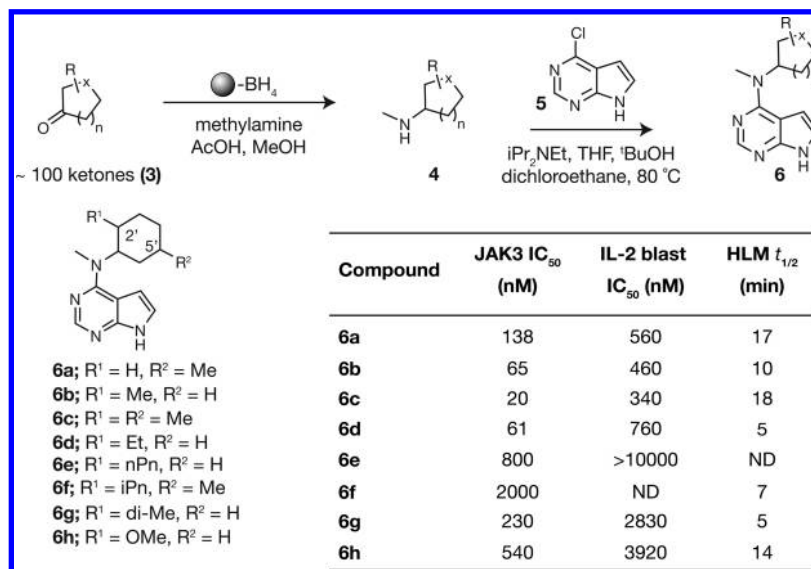 R
x
O
( )n
~ 100 ketones (3)
-BH4
methylamine
AcOH, MeOH
R
x
N
H
( )n
4
Cl
N
N
N
H
5
iPr2NEt, THF, tBuOH
dichloroethane, 80 °C
R
x
( )n
N
N
N
NH
6
R1
2'
5'
R2
N
N
N
N
H
6a; R1 = H, R2 = Me
6b; R1 = Me, R2 = H
6c; R1 = R2 = Me
6d; R1 = Et, R2 = H
6e; R1 = nPn, R2 = H
6f; R1 = iPn, R2 = Me
6g; R1 = di-Me, R2 = H
6h; R1 = OMe, R2 = H
Compound JAK3 IC50 (nM) IL-2 blast IC50 (nM) HLM t1/2 (min)
6a 138 560 17
6b 65 460 10
6c 20 340 18
6d 61 760 5
6e 800 >10000 ND
6f 2000 ND 7
6g 230 2830 5
6h 540 3920 14